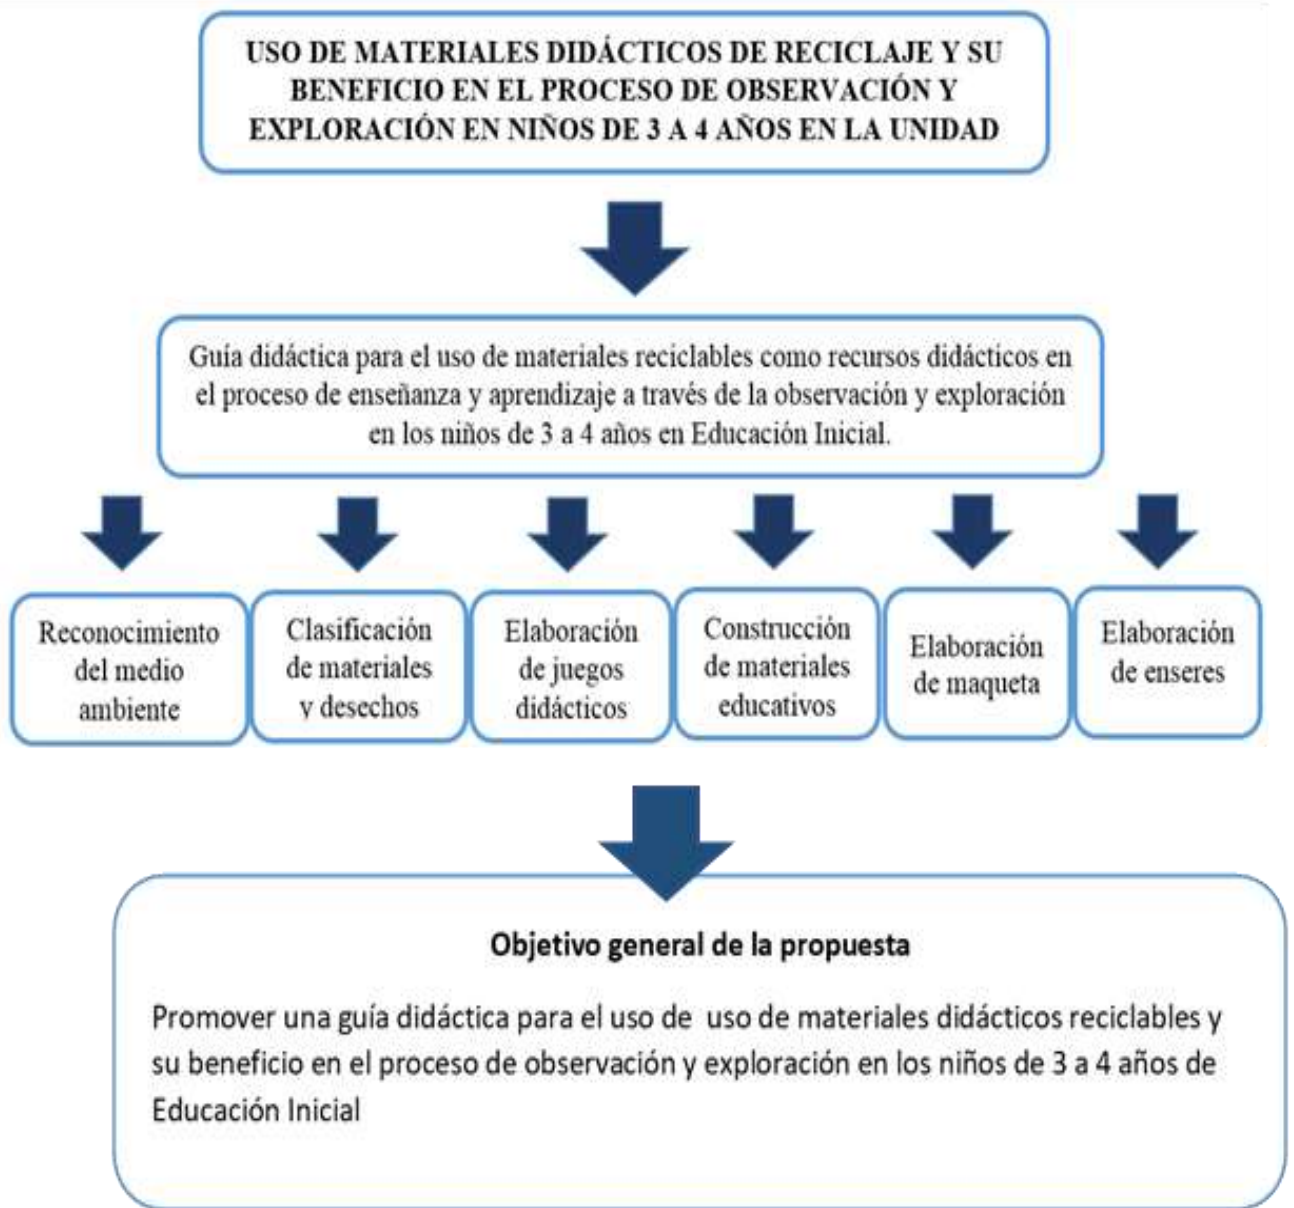 USO DE MATERIALES DIDÁCTICOS DE RECICLAJE Y SU
BENEFICIO EN EL PROCESO DE OBSERVACIÓN Y
EXPLORACIÓN EN NIÑOS DE 3 A 4 AÑOS EN LA UNIDAD
Guía didáctica para el uso de materiales reciclables como recursos didácticos en
el proceso de enseñanza y aprendizaje a través de la observación y exploración
en los niños de 3 a 4 años en Educación Inicial.
Reconocimiento
del medio
ambiente
Clasificación
de materiales
y desechos
Elaboración
de juegos
didácticos
Construcción
de materiales
educativos
Elaboración
de maqueta
Elaboración
de enseres
Objetivo general de la propuesta
Promover una guía didáctica para el uso de uso de materiales didácticos reciclables y
su beneficio en el proceso de observación y exploración en los niños de 3 a 4 años de
Educación Inicial